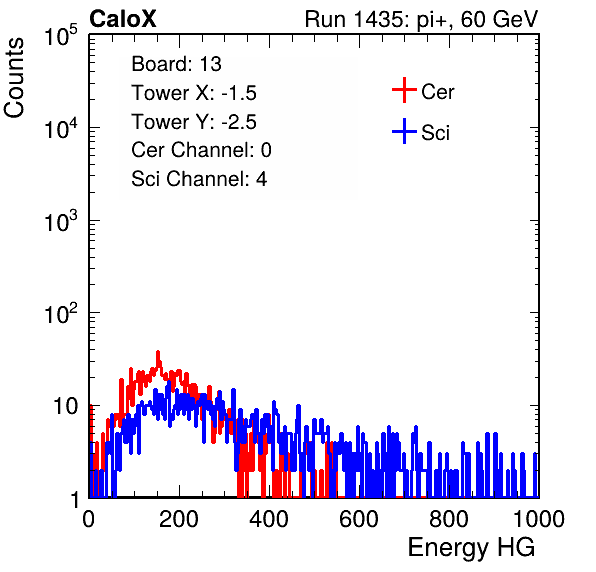 CaloX Run 1435: pi+, 60 GeV
Counts
Board: 13
Tower X: -1.5
Tower Y: -2.5
Cer Channel: 0
Sci Channel: 4
Cer
Sci
10^5
10^4
10^3
10^2
10
1
0 200 400 600 800 1000
Energy HG